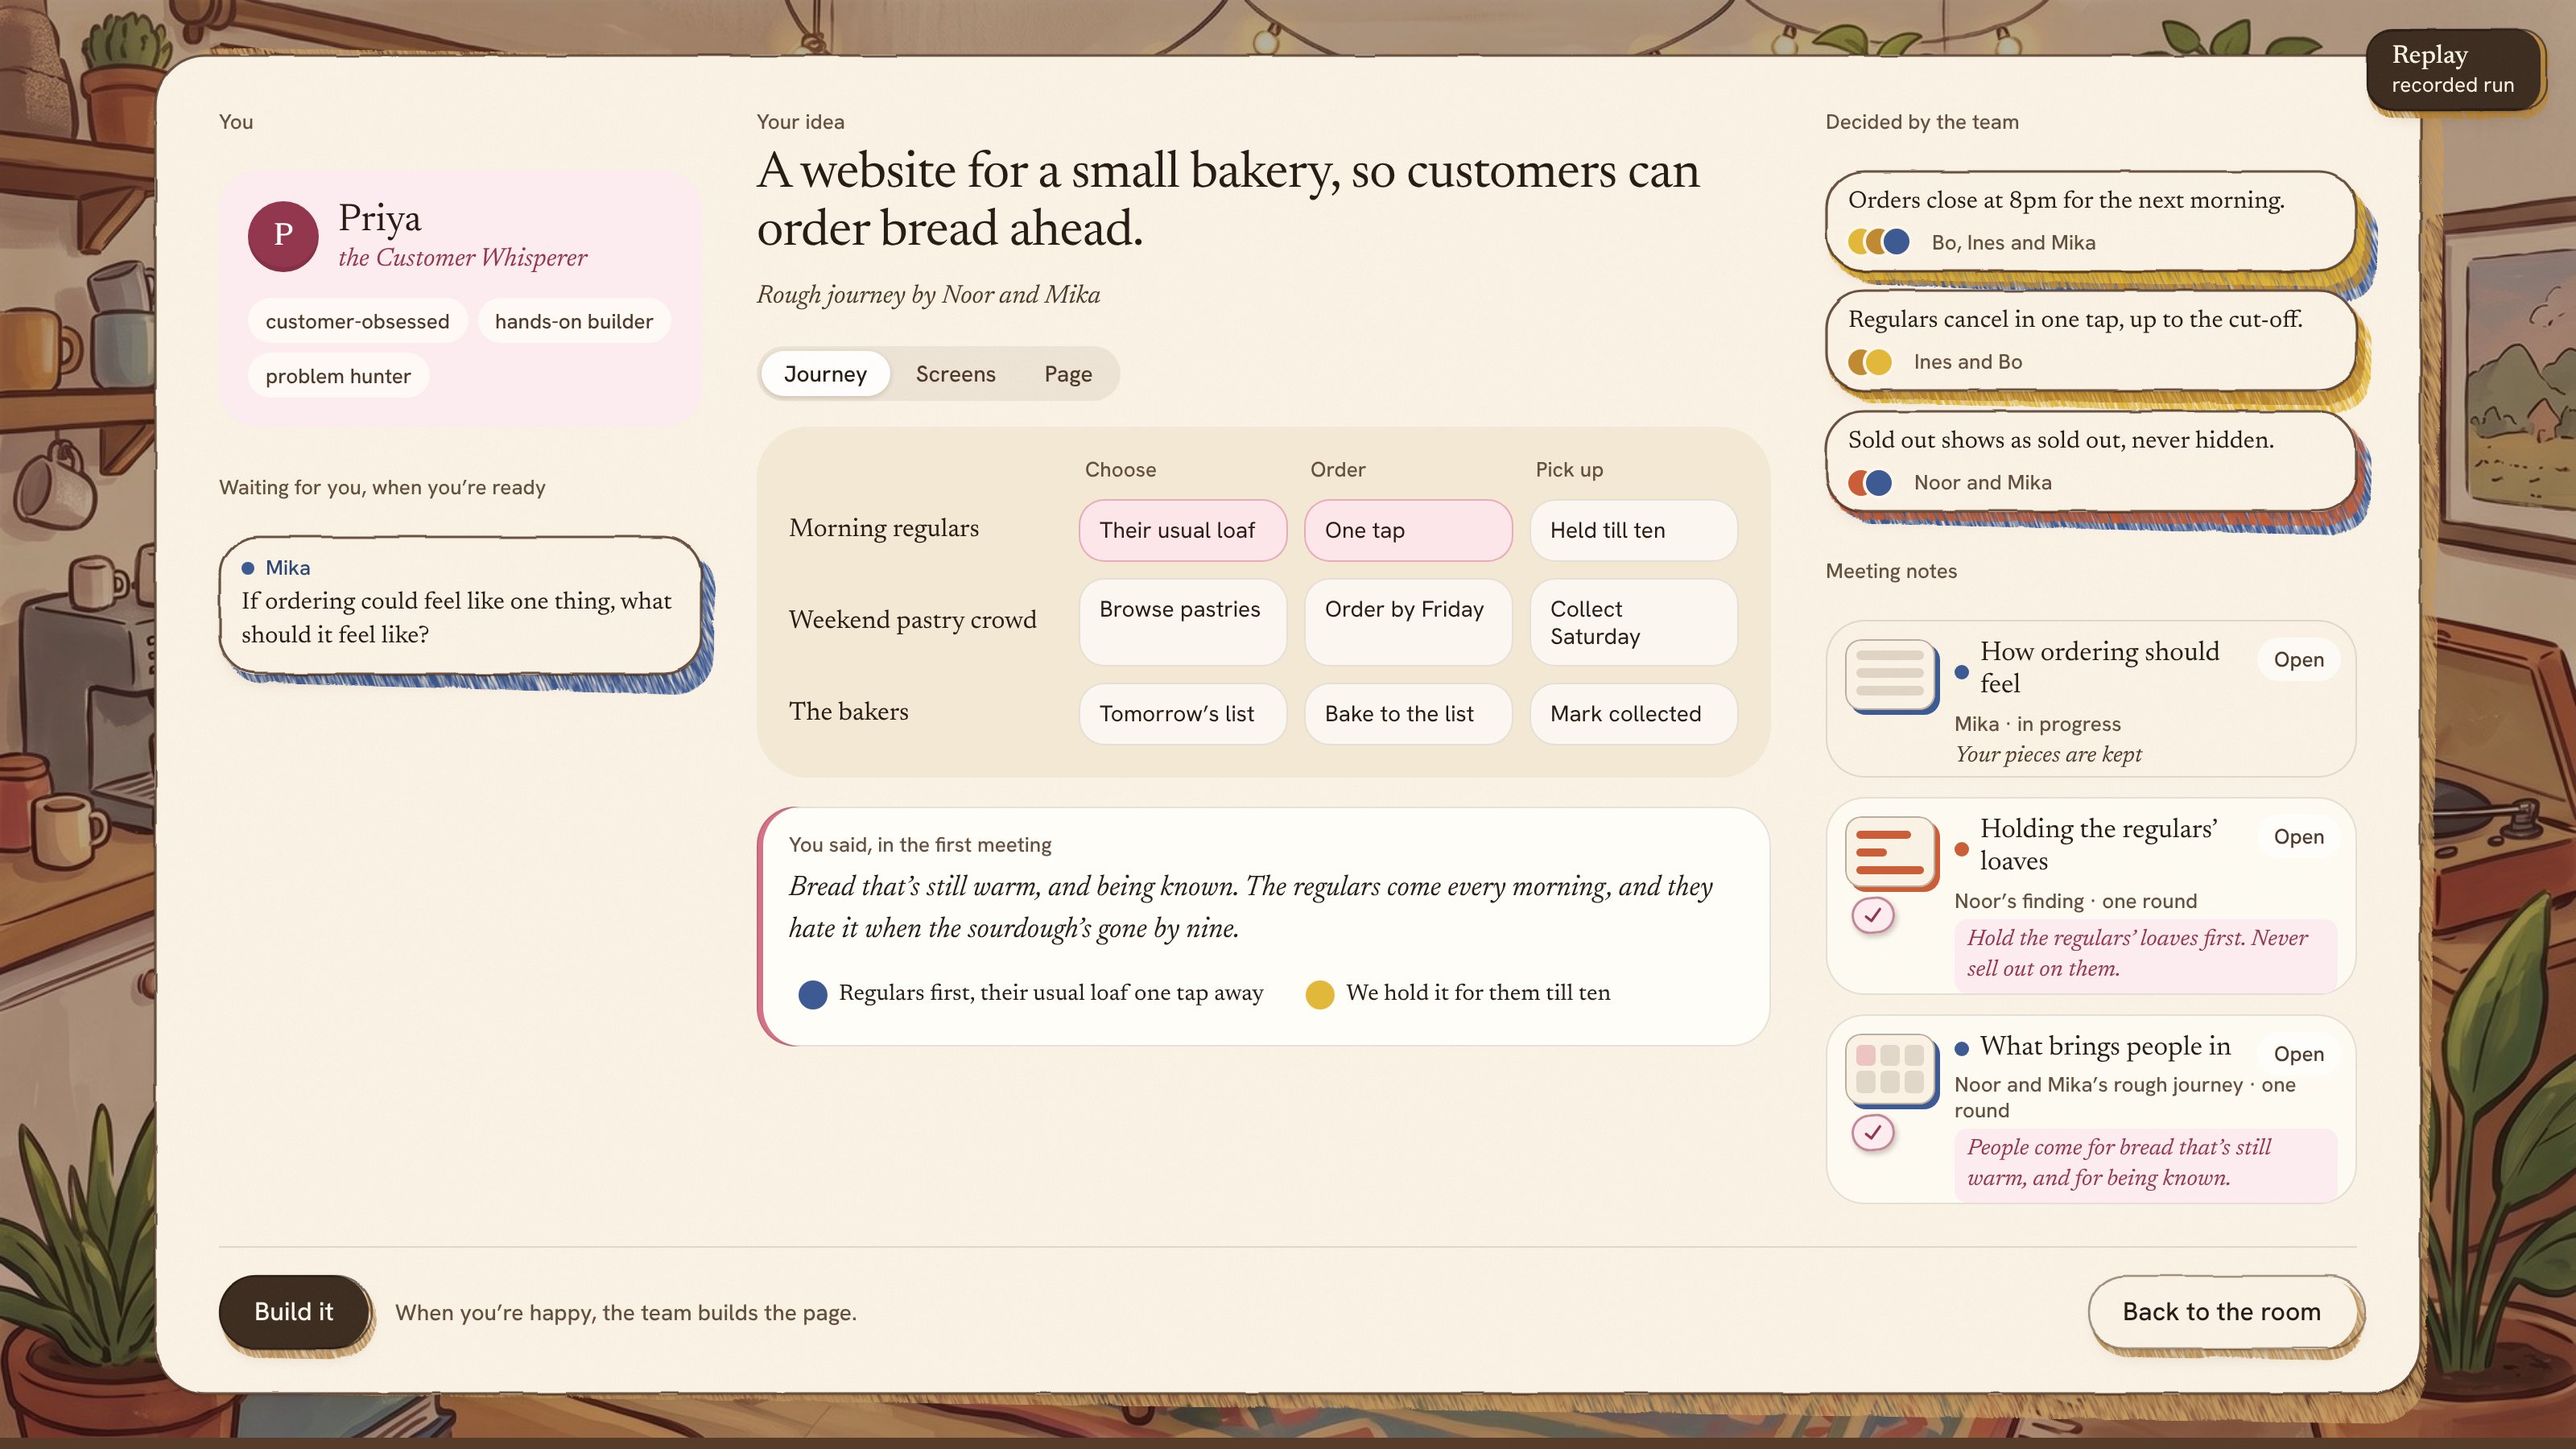 Replay
recorded run
You
P
Priya
the Customer Whisperer
customer-obsessed
hands-on builder
problem hunter
Waiting for you, when you’re ready
Mika
If ordering could feel like one thing, what
should it feel like?
Your idea
A website for a small bakery, so customers can
order bread ahead.
Rough journey by Noor and Mika
Journey
Screens
Page
Choose
Order
Pick up
Morning regulars
Their usual loaf
One tap
Held till ten
Weekend pastry crowd
Browse pastries
Order by Friday
Collect
Saturday
The bakers
Tomorrow’s list
Bake to the list
Mark collected
You said, in the first meeting
Bread that’s still warm, and being known. The regulars come every morning, and they
hate it when the sourdough’s gone by nine.
Regulars first, their usual loaf one tap away
We hold it for them till ten
Decided by the team
Orders close at 8pm for the next morning.
Bo, Ines and Mika
Regulars cancel in one tap, up to the cut-off.
Ines and Bo
Sold out shows as sold out, never hidden.
Noor and Mika
Meeting notes
How ordering should
feel
Open
Mika · in progress
Your pieces are kept
Holding the regulars’
loaves
Open
Noor’s finding · one round
Hold the regulars’ loaves first. Never
sell out on them.
What brings people in
Open
Noor and Mika’s rough journey · one
round
People come for bread that’s still
warm, and for being known.
Build it
When you’re happy, the team builds the page.
Back to the room